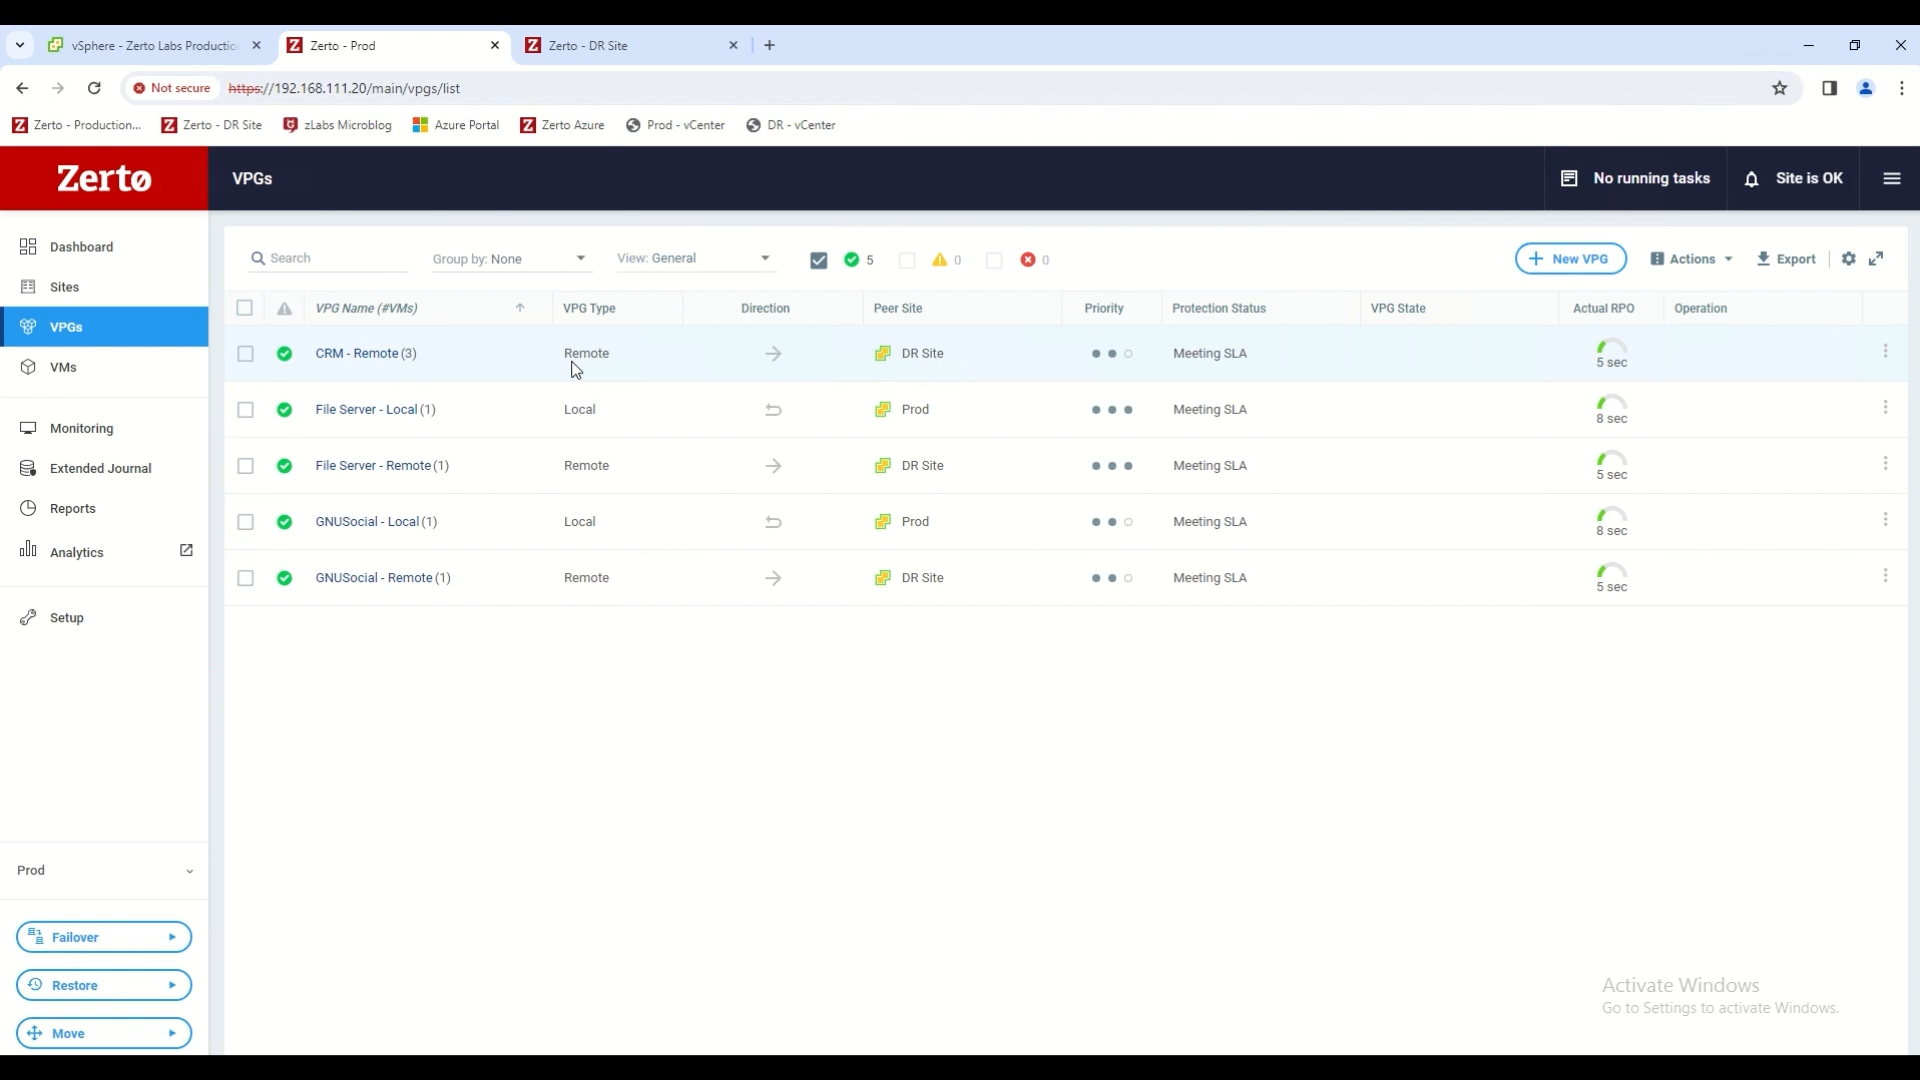 vSphere - Zerto Labs Productio
Zerto - Prod
Zerto - DR Site
Not secure
https://192.168.111.20/main/vpgs/list
Zerto - Production...
Zerto - DR Site
zLabs Microblog
Azure Portal
Zerto Azure
Prod - vCenter
DR - vCenter
Zerto
VPGs
No running tasks
Site is OK
Dashboard
Sites
VPGs
VMs
Monitoring
Extended Journal
Reports
Analytics
Setup
Prod
Failover
Restore
Move
Search
Group by: None
View: General
5
0
0
New VPG
Actions
Export
VPG Name (#VMs) VPG Type Direction Peer Site Priority Protection Status VPG State Actual RPO Operation
CRM - Remote (3) Remote DR Site Meeting SLA 5 sec
File Server - Local (1) Local Prod Meeting SLA 8 sec
File Server - Remote (1) Remote DR Site Meeting SLA 5 sec
GNUSocial - Local (1) Local Prod Meeting SLA 8 sec
GNUSocial - Remote (1) Remote DR Site Meeting SLA 5 sec
Activate Windows
Go to Settings to activate Windows.